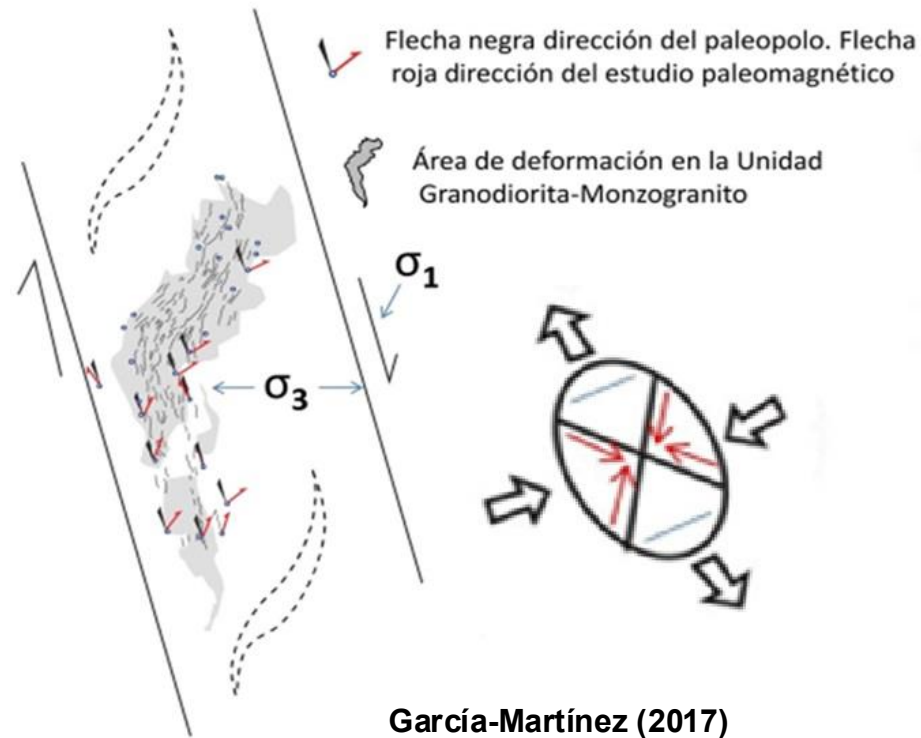 Flecha negra dirección del paleopolo. Flecha
roja dirección del estudio paleomagnético
Área de deformación en la Unidad
Granodiorita-Monzogranito
σ1
σ3
García-Martínez (2017)